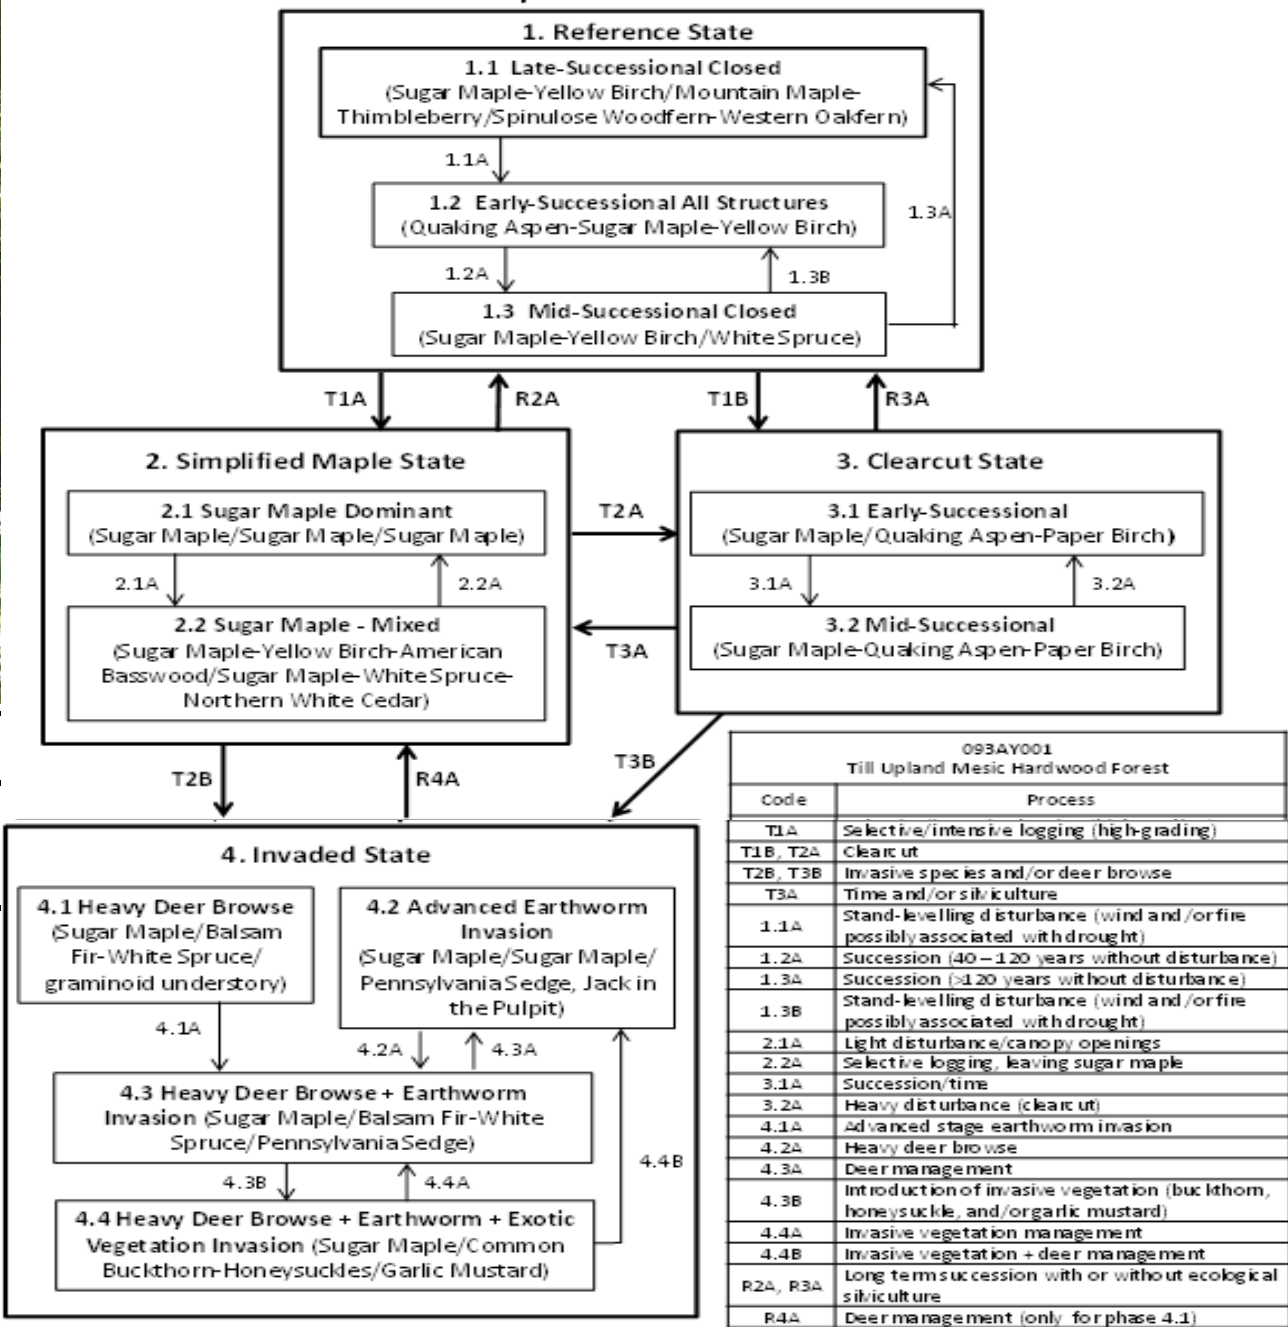 1. Reference State
1.1 Late-Successional Closed
(Sugar Maple-Yellow Birch/Mountain Maple-
Thimbleberry/Spinulose Woodfern-Western Oakfern)
1.1A
1.2 Early-Successional All Structures
(Quaking Aspen-Sugar Maple-Yellow Birch)
1.3A
1.2A
1.3B
1.3 Mid-Successional Closed
(Sugar Maple-Yellow Birch/White Spruce)
T1A
R2A
T1B
R3A
2. Simplified Maple State
2.1 Sugar Maple Dominant
(Sugar Maple/Sugar Maple/Sugar Maple)
2.1A
2.2A
2.2 Sugar Maple - Mixed
(Sugar Maple-Yellow Birch-American
Basswood/Sugar Maple-White Spruce-
Northern White Cedar)
T2A
T3A
3. Clearcut State
3.1 Early-Successional
(Sugar Maple/Quaking Aspen-Paper Birch)
3.1A
3.2A
3.2 Mid-Successional
(Sugar Maple-Quaking Aspen-Paper Birch)
T2B
R4A
T3B
4. Invaded State
4.1 Heavy Deer Browse
(Sugar Maple/Balsam
Fir-White Spruce/
graminoid understory)
4.2 Advanced Earthworm
Invasion
(Sugar Maple/Sugar Maple/
Pennsylvania Sedge, Jack in
the Pulpit)
4.1A
4.2A
4.3A
4.3 Heavy Deer Browse + Earthworm
Invasion (Sugar Maple/Balsam Fir-White
Spruce/Pennsylvania Sedge)
4.3B
4.4A
4.4B
4.4 Heavy Deer Browse + Earthworm + Exotic
Vegetation Invasion (Sugar Maple/Common
Buckthorn-Honeysuckles/Garlic Mustard)
093AY001
Till Upland Mesic Hardwood Forest
Code Process
T1A Selective/intensive logging (high-grading)
T1B, T2A Clearcut
T2B, T3B Invasive species and/or deer browse
T3A Time and/or silviculture
1.1A Stand-levelling disturbance (wind and/or fire
possibly associated with drought)
1.2A Succession (40 – 120 years without disturbance)
1.3A Succession (>120 years without disturbance)
1.3B Stand-levelling disturbance (wind and/or fire
possibly associated with drought)
2.1A Light disturbance/canopy openings
2.2A Selective logging, leaving sugar maple
3.1A Succession/time
3.2A Heavy disturbance (clearcut)
4.1A Advanced stage earthworm invasion
4.2A Heavy deer browse
4.3A Deer management
4.3B Introduction of invasive vegetation (buckthorn,
honeysuckle, and/or garlic mustard)
4.4A Invasive vegetation management
4.4B Invasive vegetation + deer management
R2A, R3A Long term succession with or without ecological
silviculture
R4A Deer management (only for phase 4.1)